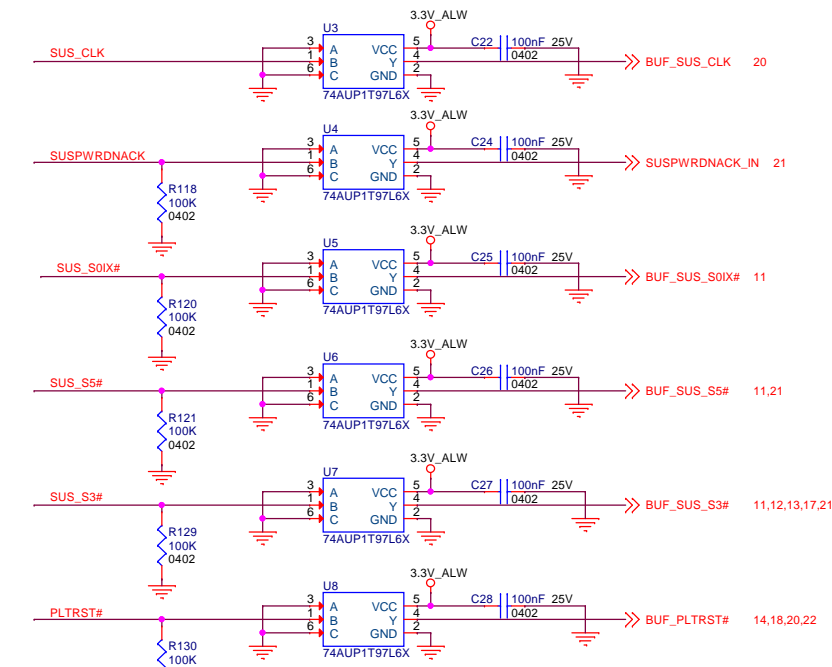 3.3V_ALW
U3
SUS_CLK
3 A VCC 5 C22 100nF 25V
1 B Y 4 0402
6 C GND 2
BUF_SUS_CLK 20
74AUP1T97L6X
3.3V_ALW
U4
SUSPWRDNACK
3 A VCC 5 C24 100nF 25V
1 B Y 4 0402
6 C GND 2
SUSPWRDNACK_IN 21
74AUP1T97L6X
R118
100K
0402
3.3V_ALW
U5
SUS_S0IX#
3 A VCC 5 C25 100nF 25V
1 B Y 4 0402
6 C GND 2
BUF_SUS_S0IX# 11
74AUP1T97L6X
R120
100K
0402
3.3V_ALW
U6
SUS_S5#
3 A VCC 5 C26 100nF 25V
1 B Y 4 0402
6 C GND 2
BUF_SUS_S5# 11,21
74AUP1T97L6X
R121
100K
0402
3.3V_ALW
U7
SUS_S3#
3 A VCC 5 C27 100nF 25V
1 B Y 4 0402
6 C GND 2
BUF_SUS_S3# 11,12,13,17,21
74AUP1T97L6X
R129
100K
0402
3.3V_ALW
U8
PLTRST#
3 A VCC 5 C28 100nF 25V
1 B Y 4 0402
6 C GND 2
BUF_PLTRST# 14,18,20,22
74AUP1T97L6X
R130
100K